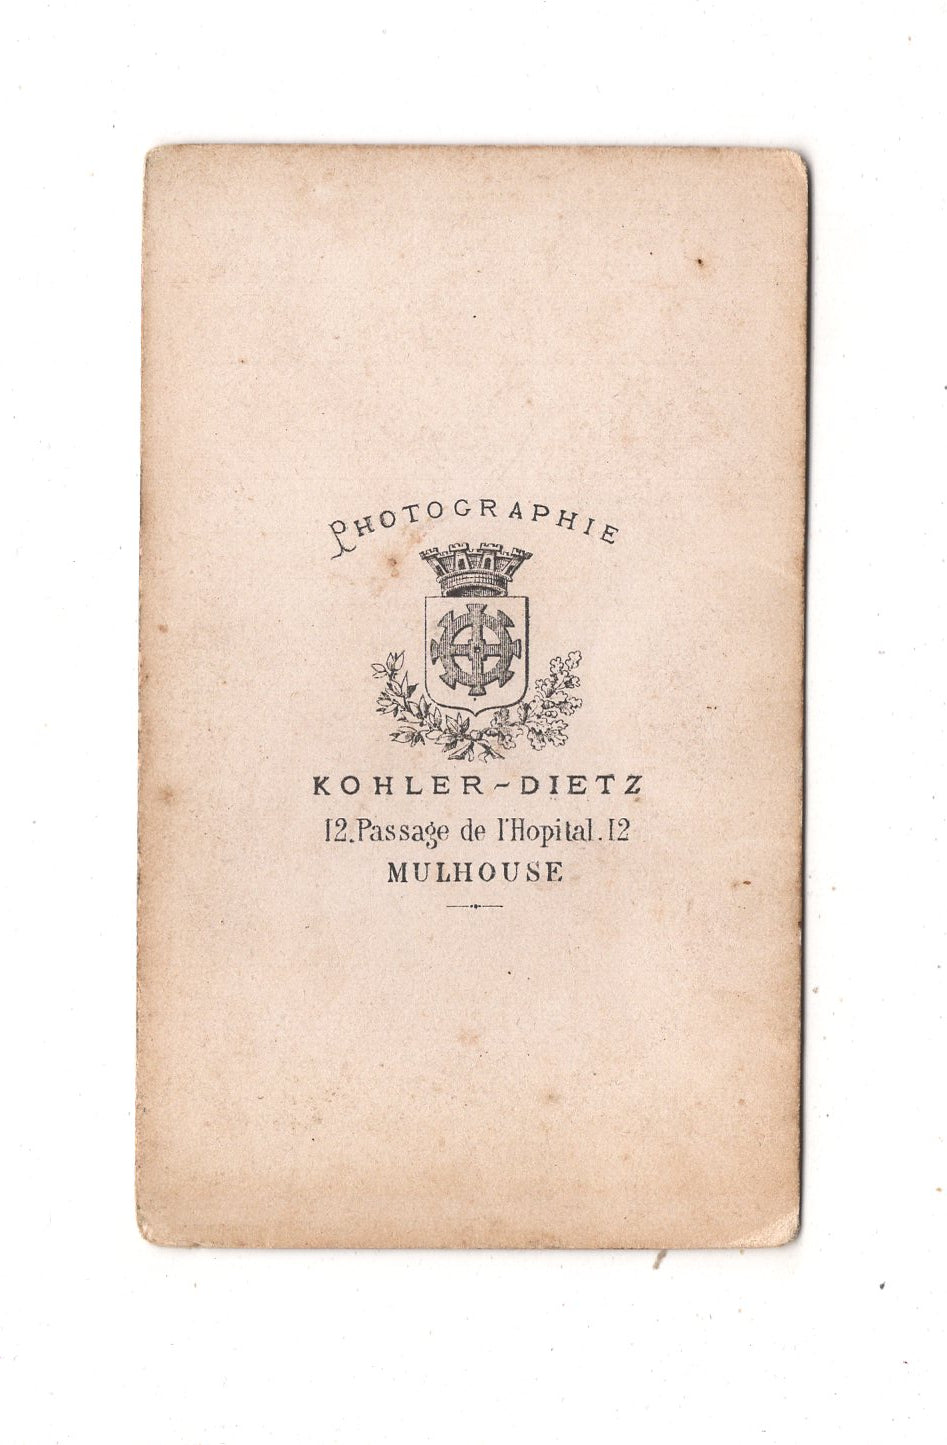 PHOTOGRAPHIE
KOHLER-DIETZ
12.Passage de l'Hopital.12
MULHOUSE